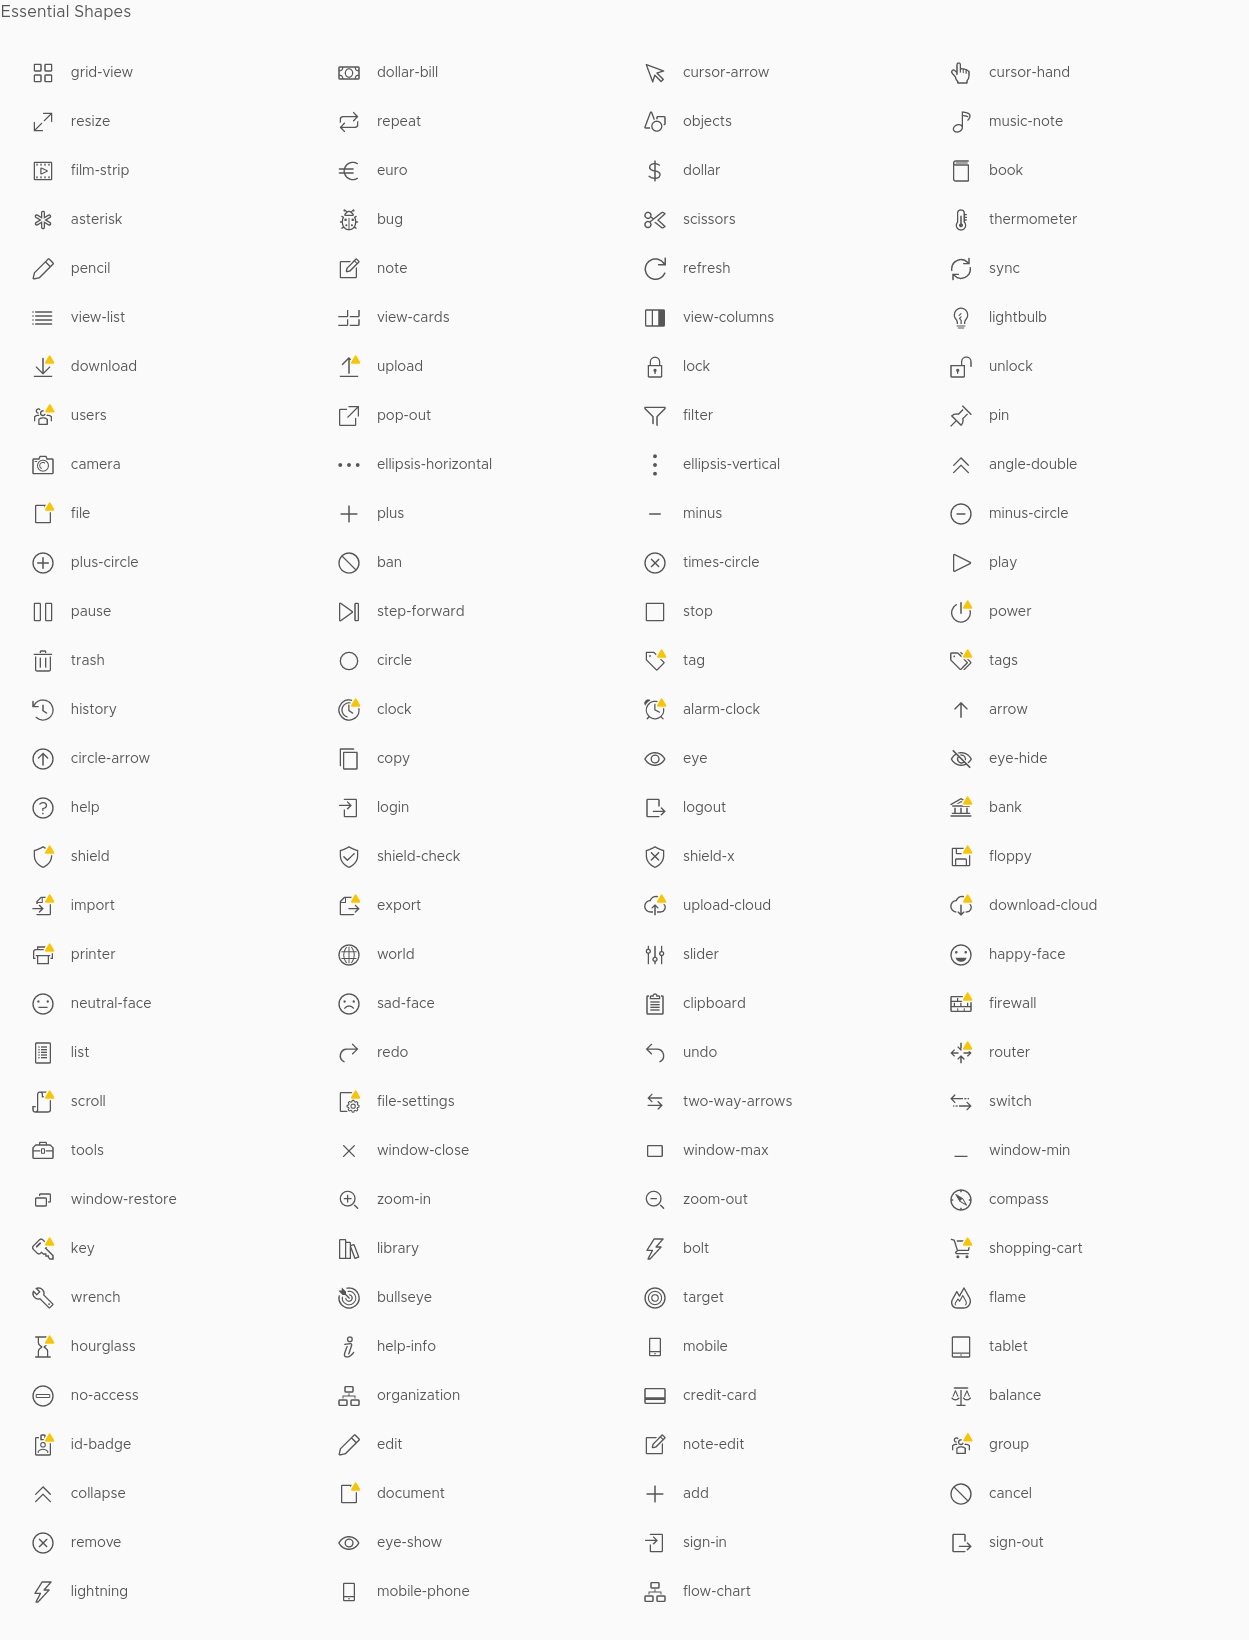 Essential Shapes
grid-view dollar-bill cursor-arrow cursor-hand
resize repeat objects music-note
film-strip euro dollar book
asterisk bug scissors thermometer
pencil note refresh sync
view-list view-cards view-columns lightbulb
download upload lock unlock
users pop-out filter pin
camera ellipsis-horizontal ellipsis-vertical angle-double
file plus minus minus-circle
plus-circle ban times-circle play
pause step-forward stop power
trash circle tag tags
history clock alarm-clock arrow
circle-arrow copy eye eye-hide
help login logout bank
shield shield-check shield-x floppy
import export upload-cloud download-cloud
printer world slider happy-face
neutral-face sad-face clipboard firewall
list redo undo router
scroll file-settings two-way-arrows switch
tools window-close window-max window-min
window-restore zoom-in zoom-out compass
key library bolt shopping-cart
wrench bullseye target flame
hourglass help-info mobile tablet
no-access organization credit-card balance
id-badge edit note-edit group
collapse document add cancel
remove eye-show sign-in sign-out
lightning mobile-phone flow-chart